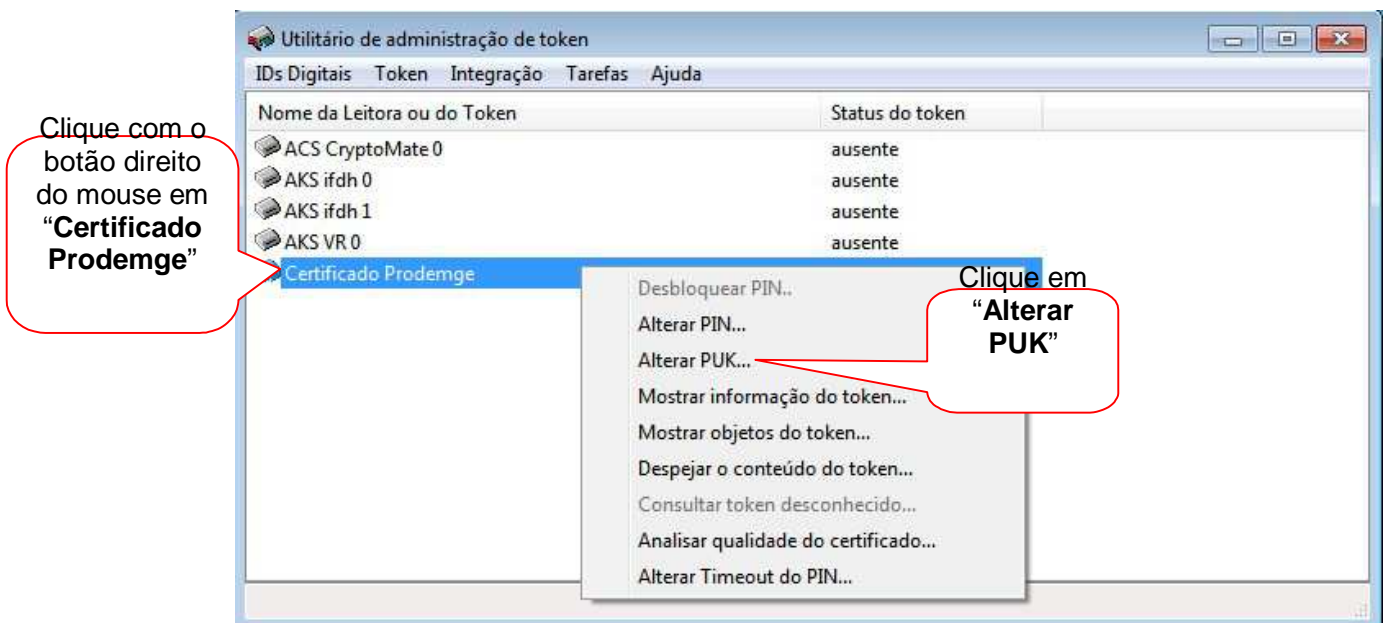 Utilitário de administração de token
IDs Digitais Token Integração Tarefas Ajuda
Nome da Leitora ou do Token Status do token
ACS CryptoMate 0 ausente
AKS ifdh 0 ausente
AKS ifdh 1 ausente
AKS VR 0 ausente
Certificado Prodemge
Clique com o
botão direito
do mouse em
“Certificado
Prodemge”
Desbloquear PIN..
Alterar PIN...
Alterar PUK...
Mostrar informação do token...
Mostrar objetos do token...
Despejar o conteúdo do token...
Consultar token desconhecido...
Analisar qualidade do certificado...
Alterar Timeout do PIN...
Clique em
“Alterar
PUK”